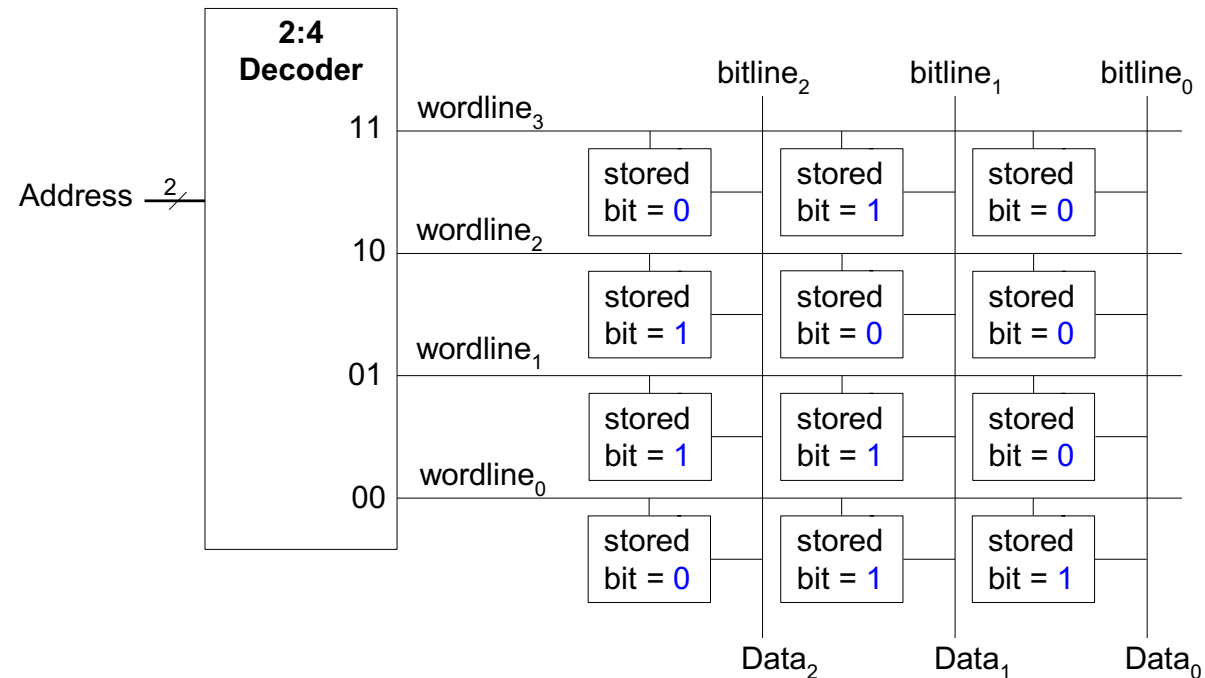 2:4
Decoder
bitline₂ bitline₁ bitline₀
wordline₃
11
stored
bit = 0
stored
bit = 1
stored
bit = 0
Address 2
wordline₂
10
stored
bit = 1
stored
bit = 0
stored
bit = 0
wordline₁
01
stored
bit = 1
stored
bit = 1
stored
bit = 0
wordline₀
00
stored
bit = 0
stored
bit = 1
stored
bit = 1
Data₂ Data₁ Data₀